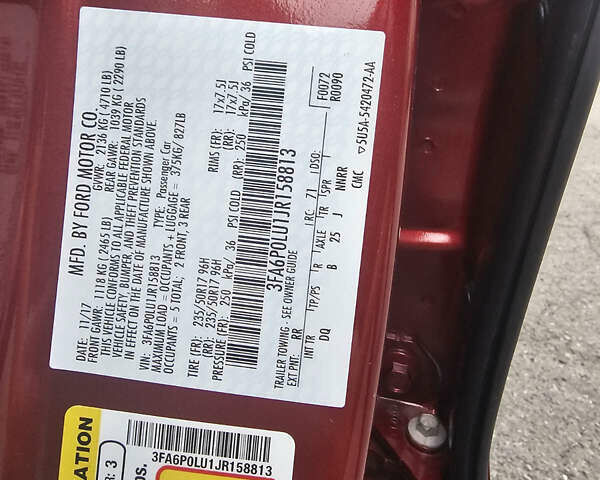 MFD. BY FORD MOTOR CO.
DATE: 11/17 GVWR: 2136 KG ( 4710 LB)
FRONT GAWR: 1118 KG ( 2465 LB) REAR GAWR: 1039 KG ( 2290 LB)
THIS VEHICLE CONFORMS TO ALL APPLICABLE FEDERAL MOTOR
VEHICLE SAFETY, BUMPER, AND THEFT PREVENTION STANDARDS
IN EFFECT ON THE DATE OF MANUFACTURE SHOWN ABOVE.
VIN: 3FA6P0LU1JR158813 TYPE: Passenger Car
MAXIMUM LOAD = OCCUPANTS + LUGGAGE = 375KG/ 827LB
OCCUPANTS = 5 TOTAL: 2 FRONT 3 REAR
TIRE (FR): 235/50R17 96H RIMS (FR): 17x7.5J
(RR): 235/50R17 96H (RR): 17x7.5J
PRESSURE (FR): 250 kPa/ 36 PSI COLD (RR): 250 kPa/ 36 PSI COLD
3FA6P0LU1JR158813
TRAILER TOWING - SEE OWNER GUIDE
F0072
R0090
EXT PNT: RR RC: 71 DSO:
INT TR TP/PS R AXLE TR SPR
DQ B 25 J NNRR
CMC
▽5U5A-5420472-AA
3FA6P0LU1JR158813
R: 3